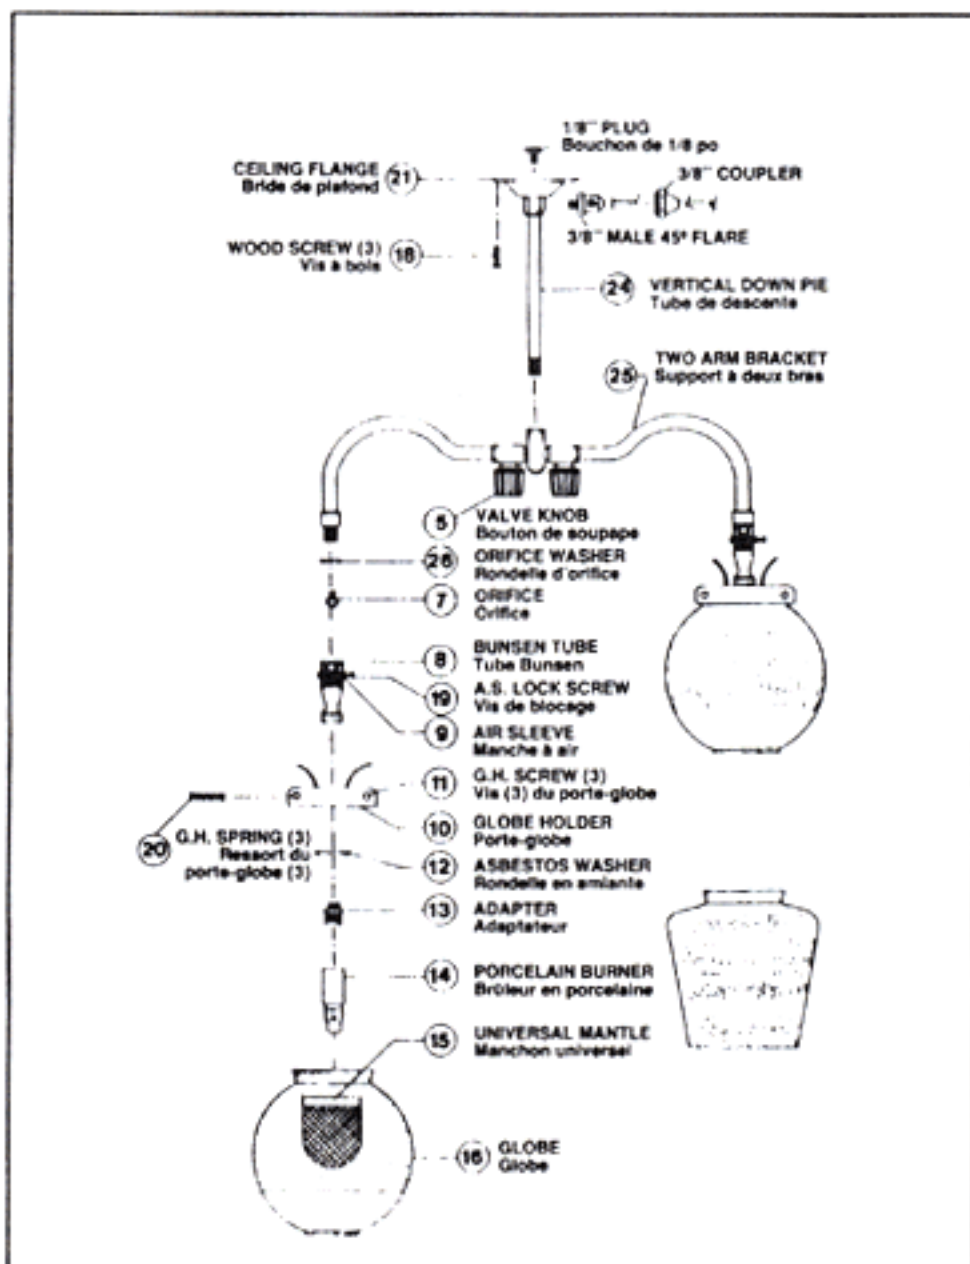 1/8" PLUG
Bouchon de 1/8 po
CEILING FLANGE
Bride de plafond
21
3/8" COUPLER
3/8" MALE 45º FLARE
WOOD SCREW (3)
Vis à bois
18
24
VERTICAL DOWN PIE
Tube de descente
25
TWO ARM BRACKET
Support à deux bras
5
VALVE KNOB
Bouton de soupape
26
ORIFICE WASHER
Rondelle d'orifice
7
ORIFICE
Orifice
8
BUNSEN TUBE
Tube Bunsen
19
A.S. LOCK SCREW
Vis de blocage
9
AIR SLEEVE
Manche à air
11
G.H. SCREW (3)
Vis (3) du porte-globe
10
GLOBE HOLDER
Porte-globe
20
G.H. SPRING (3)
Ressort du
porte-globe (3)
12
ASBESTOS WASHER
Rondelle en amiante
13
ADAPTER
Adaptateur
14
PORCELAIN BURNER
Brûleur en porcelaine
15
UNIVERSAL MANTLE
Manchon universel
16
GLOBE
Globe